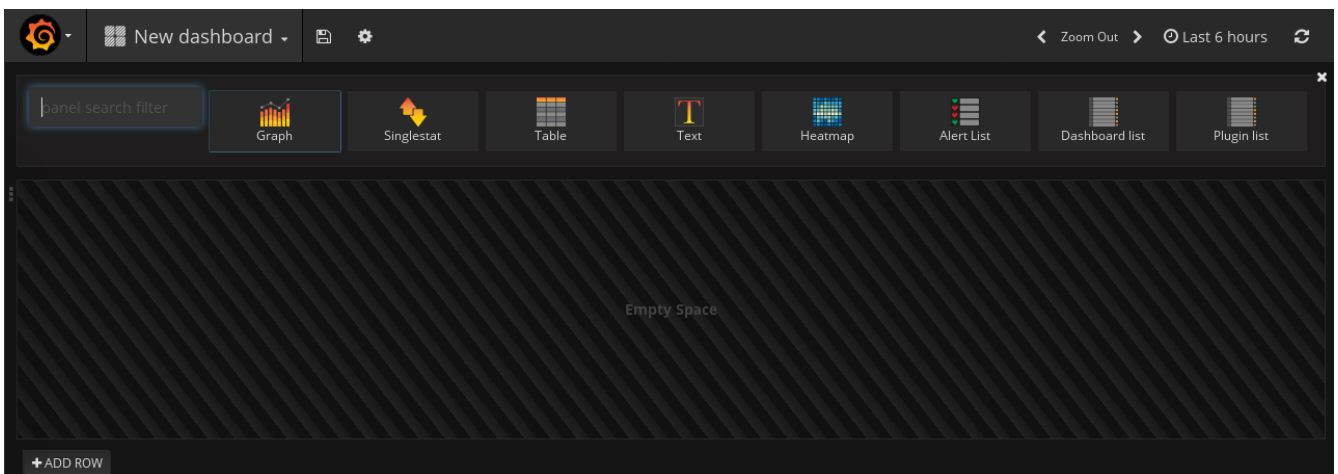 New dashboard
Zoom Out
Last 6 hours
panel search filter
Graph
Singlestat
Table
Text
Heatmap
Alert List
Dashboard list
Plugin list
Empty Space
+ ADD ROW